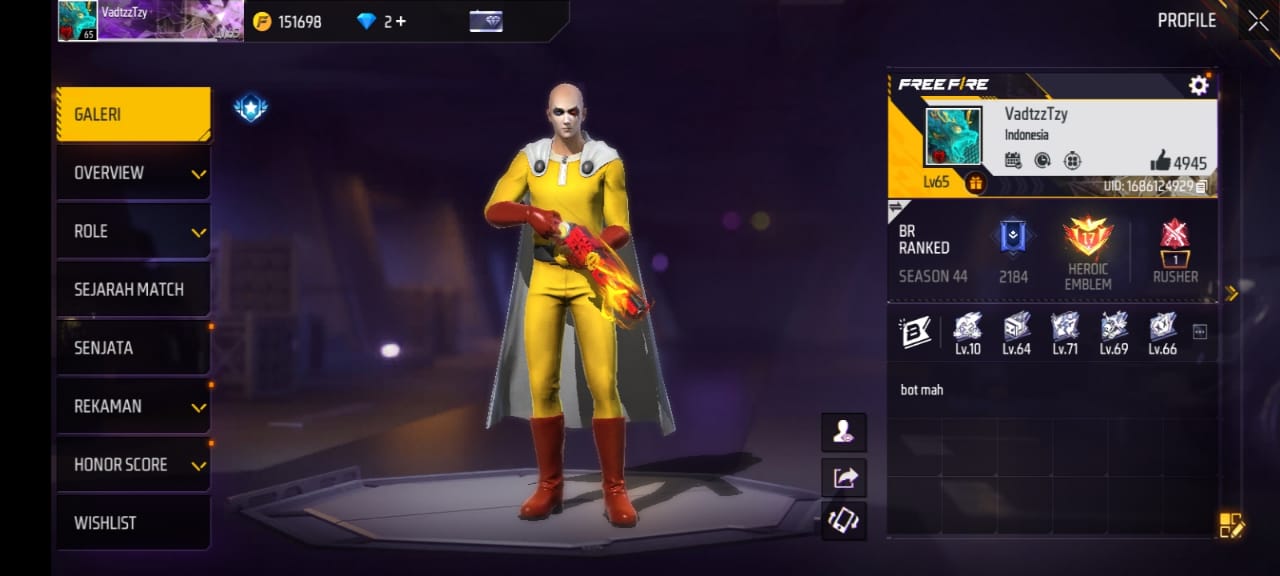 VadtzzTzy
65
151698
2 +
PROFILE
GALERI
OVERVIEW
ROLE
SEJARAH MATCH
SENJATA
REKAMAN
HONOR SCORE
WISHLIST
FREE FIRE
VadtzzTzy
Indonesia
4945
Lv65
UID: 1686124929
BR
RANKED
SEASON 44
2184
17
HEROIC
EMBLEM
1
RUSHER
B
Lv.10
Lv.64
Lv.71
Lv.69
Lv.66
bot mah